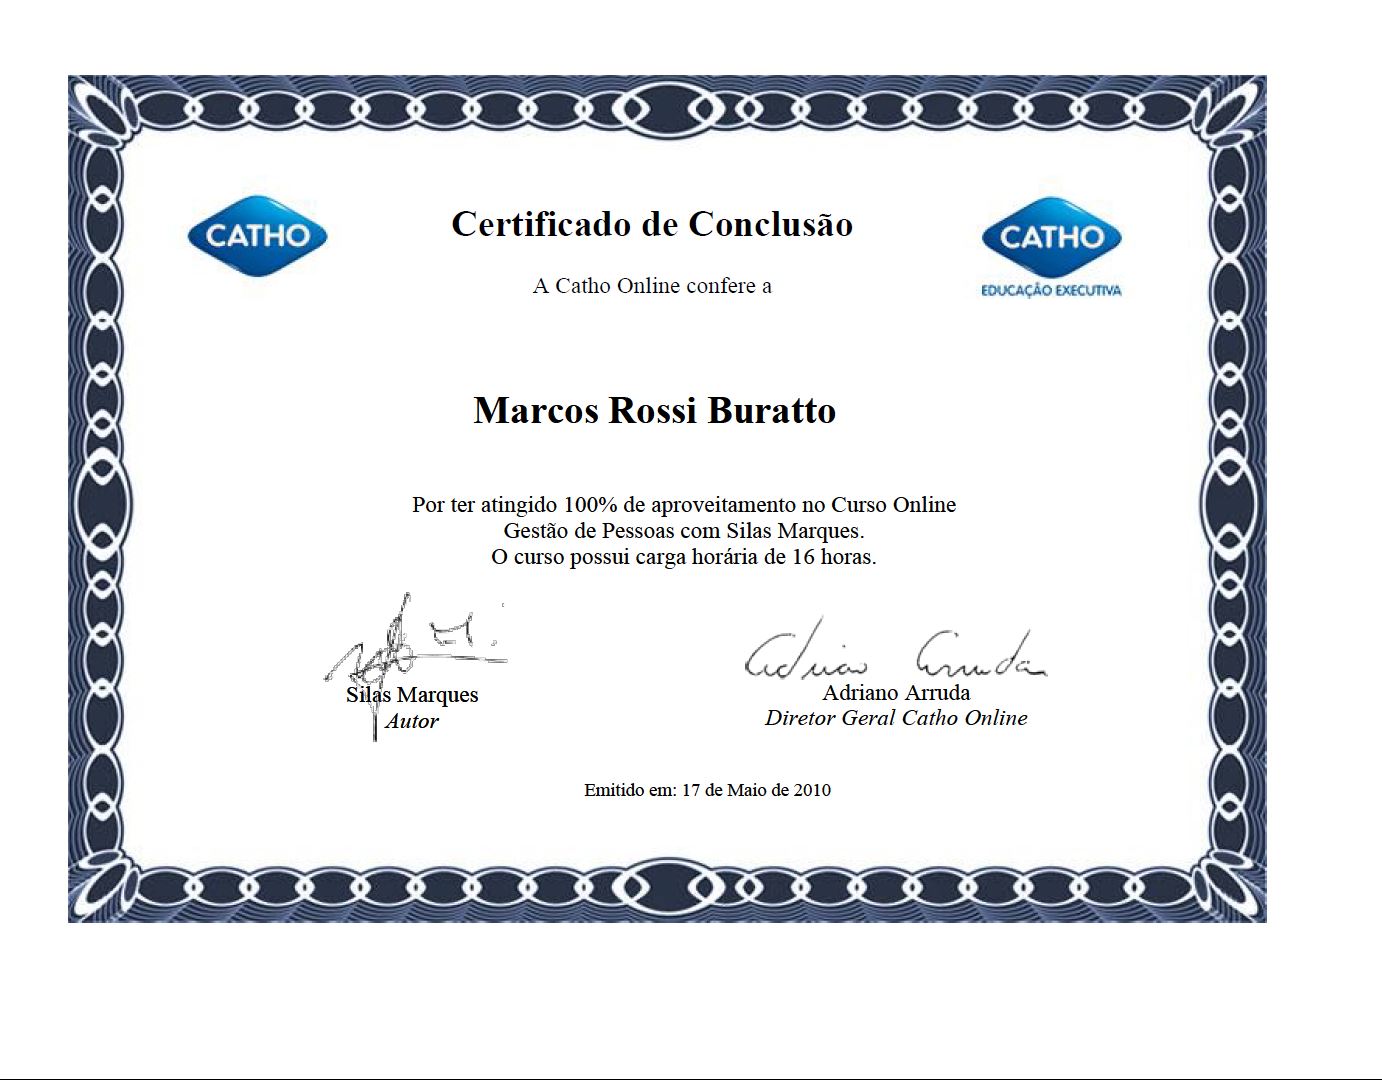 CATHO
Certificado de Conclusão
CATHO
EDUCAÇÃO EXECUTIVA
A Catho Online confere a
Marcos Rossi Buratto
Por ter atingido 100% de aproveitamento no Curso Online
Gestão de Pessoas com Silas Marques.
O curso possui carga horária de 16 horas.
Adriano Arruda
Silas Marques
Autor
Adriano Arruda
Diretor Geral Catho Online
Emitido em: 17 de Maio de 2010